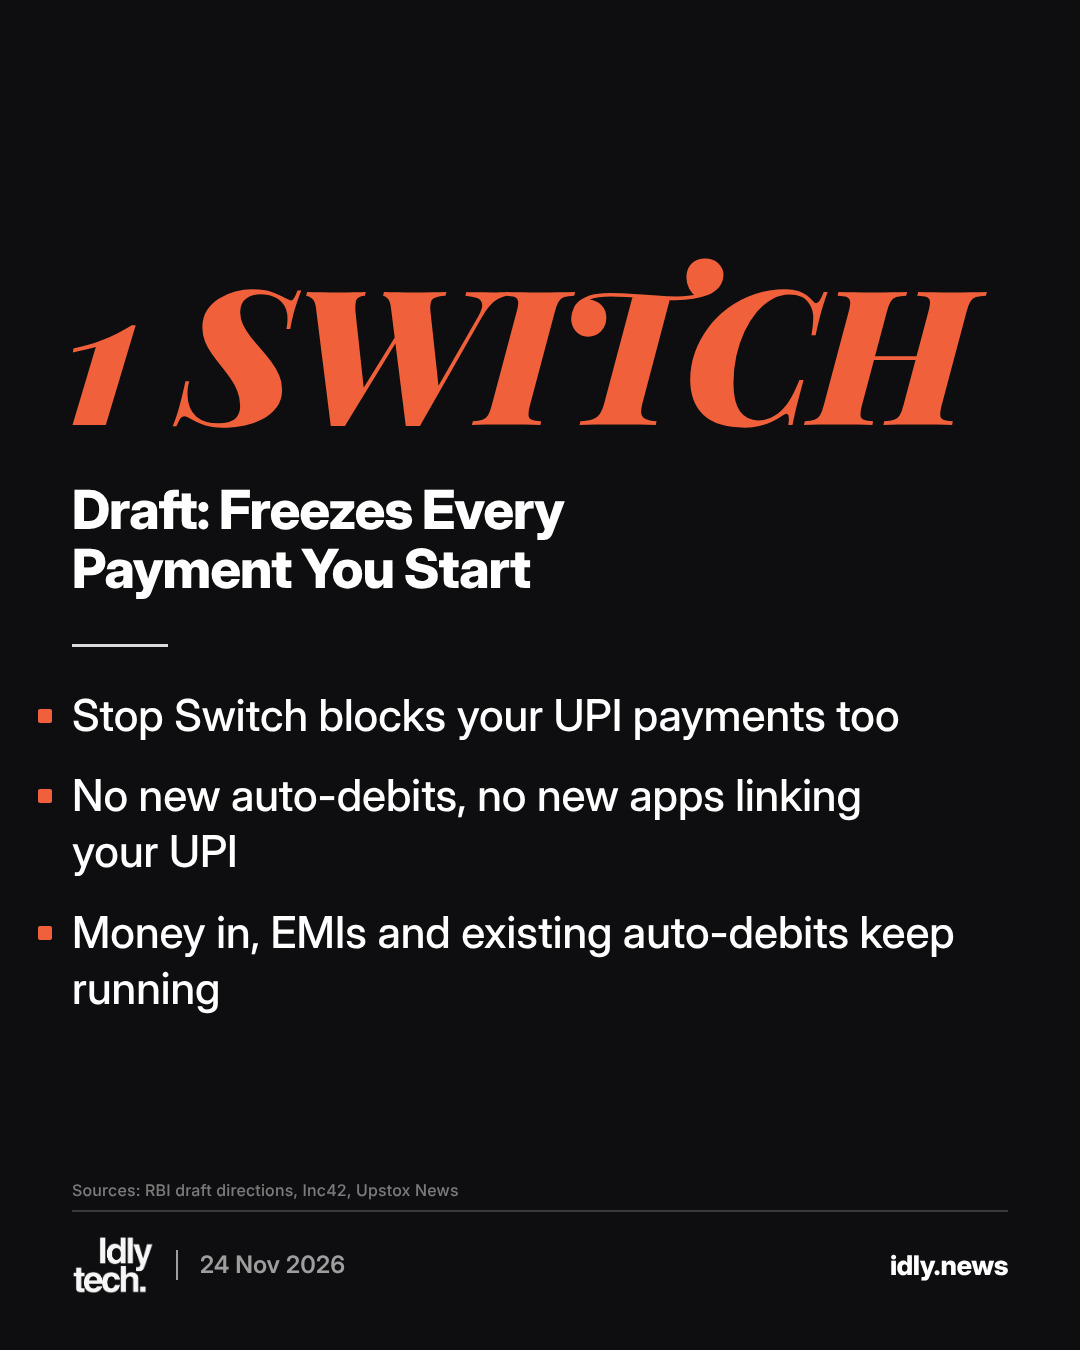 1 SWITCH
Draft: Freezes Every
Payment You Start
Stop Switch blocks your UPI payments too
No new auto-debits, no new apps linking
your UPI
Money in, EMIs and existing auto-debits keep
running
Sources: RBI draft directions, Inc42, Upstox News
Idly
tech.
24 Nov 2026
idly.news